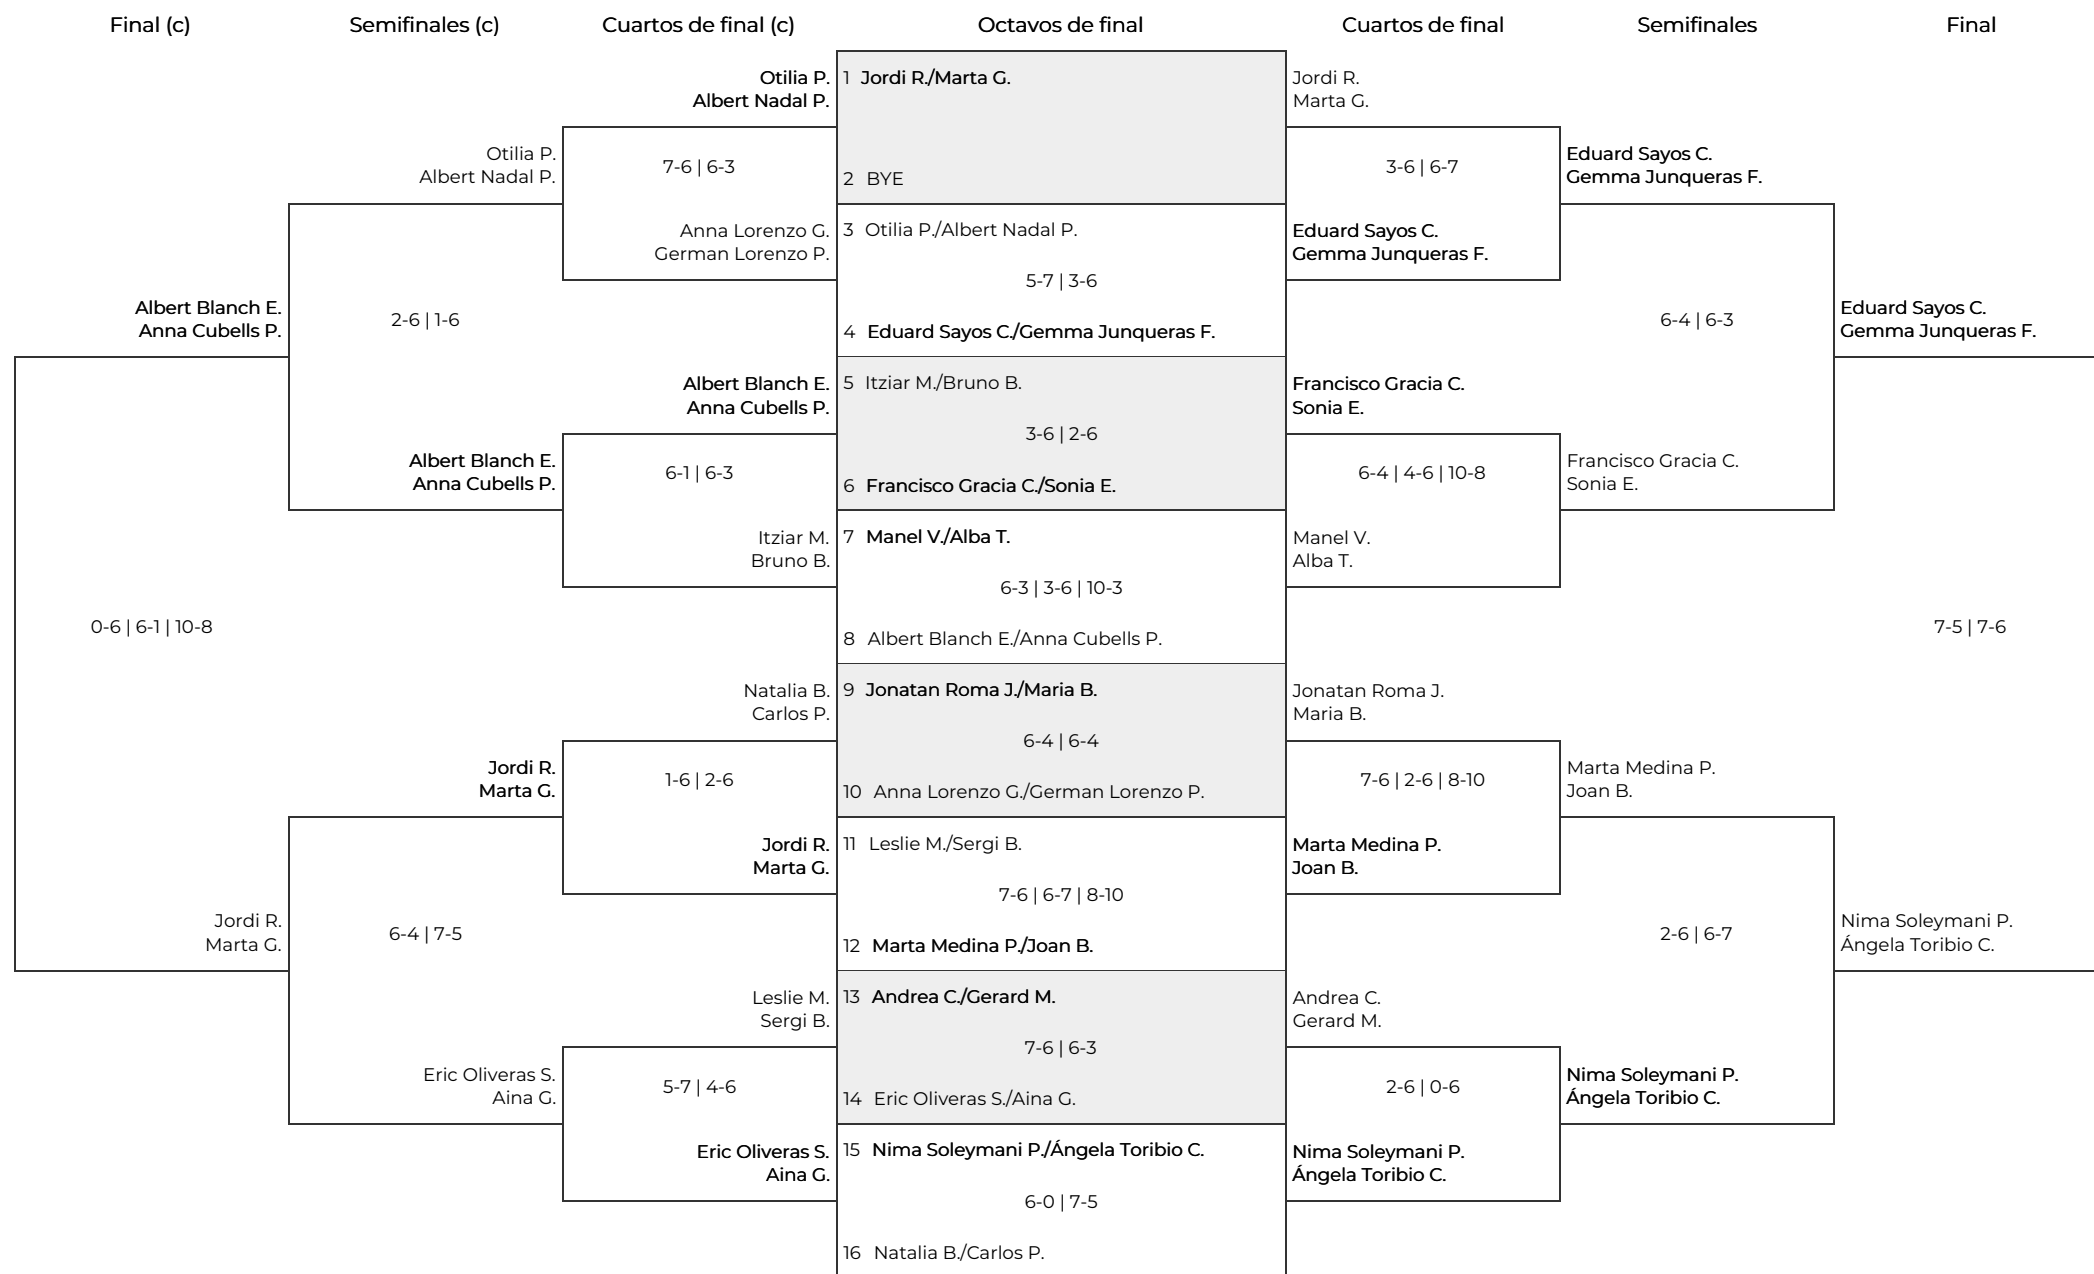 Final (c)
Semifinales (c)
Cuartos de final (c)
Octavos de final
Cuartos de final
Semifinales
Final
Albert Blanch E.
Anna Cubells P.
0-6 | 6-1 | 10-8
Jordi R.
Marta G.
Otilia P.
Albert Nadal P.
2-6 | 1-6
Albert Blanch E.
Anna Cubells P.
Jordi R.
Marta G.
6-4 | 7-5
Eric Oliveras S.
Aina G.
Otilia P.
Albert Nadal P.
7-6 | 6-3
Anna Lorenzo G.
German Lorenzo P.
Albert Blanch E.
Anna Cubells P.
6-1 | 6-3
Itziar M.
Bruno B.
Natalia B.
Carlos P.
1-6 | 2-6
Jordi R.
Marta G.
Leslie M.
Sergi B.
5-7 | 4-6
Eric Oliveras S.
Aina G.
1 Jordi R./Marta G.
2 BYE
3 Otilia P./Albert Nadal P.
5-7 | 3-6
4 Eduard Sayos C./Gemma Junqueras F.
5 Itziar M./Bruno B.
3-6 | 2-6
6 Francisco Gracia C./Sonia E.
7 Manel V./Alba T.
6-3 | 3-6 | 10-3
8 Albert Blanch E./Anna Cubells P.
9 Jonatan Roma J./Maria B.
6-4 | 6-4
10 Anna Lorenzo G./German Lorenzo P.
11 Leslie M./Sergi B.
7-6 | 6-7 | 8-10
12 Marta Medina P./Joan B.
13 Andrea C./Gerard M.
7-6 | 6-3
14 Eric Oliveras S./Aina G.
15 Nima Soleymani P./Ángela Toribio C.
6-0 | 7-5
16 Natalia B./Carlos P.
Jordi R.
Marta G.
3-6 | 6-7
Eduard Sayos C.
Gemma Junqueras F.
Francisco Gracia C.
Sonia E.
6-4 | 4-6 | 10-8
Manel V.
Alba T.
Jonatan Roma J.
Maria B.
7-6 | 2-6 | 8-10
Marta Medina P.
Joan B.
Andrea C.
Gerard M.
2-6 | 0-6
Nima Soleymani P.
Ángela Toribio C.
Eduard Sayos C.
Gemma Junqueras F.
6-4 | 6-3
Francisco Gracia C.
Sonia E.
Marta Medina P.
Joan B.
2-6 | 6-7
Nima Soleymani P.
Ángela Toribio C.
Eduard Sayos C.
Gemma Junqueras F.
7-5 | 7-6
Nima Soleymani P.
Ángela Toribio C.